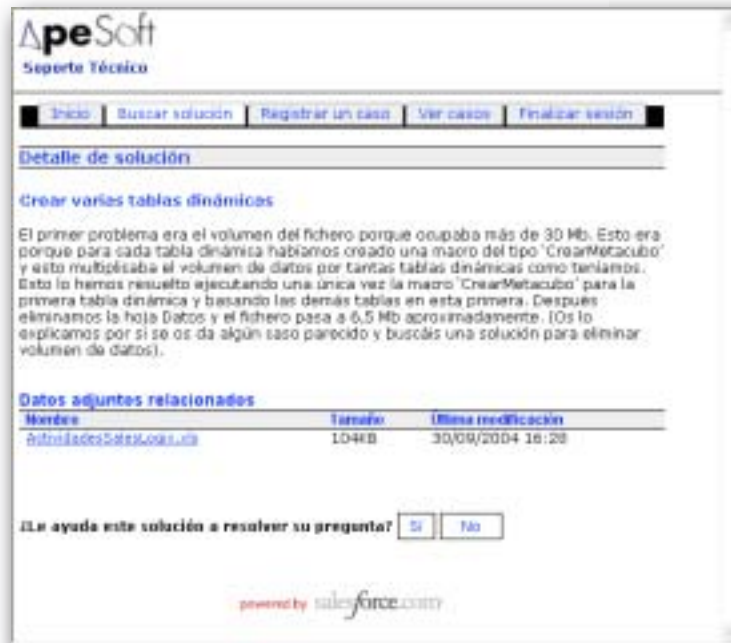 ApeSoft
Soporte Técnico
Inicio Buscar solución Registrar un caso Ver casos Finalizar sesión
Detalle de solución
Crear varias tablas dinámicas
El primer problema era el volumen del fichero porque ocupaba más de 30 Mb. Esto era
porque para cada tabla dinámica habíamos creado una macro del tipo 'CrearMetacubo'
y esto multiplicaba el volumen de datos por tantas tablas dinámicas como teníamos.
Esto lo hemos resuelto ejecutando una única vez la macro 'CrearMetacubo' para la
primera tabla dinámica y basando las demás tablas en esta primera. Después
eliminamos la hoja Datos y el fichero pasa a 6,5 Mb aproximadamente. (Os lo
explicamos por si se os da algún caso parecido y buscáis una solución para eliminar
volumen de datos).
Datos adjuntos relacionados
Nombre Tamaño Última modificación
ActividadesSalesLogix.xls 104KB 30/09/2004 16:28
¿Le ayuda este solución a resolver su pregunta? Sí No
powered by salesforce.com